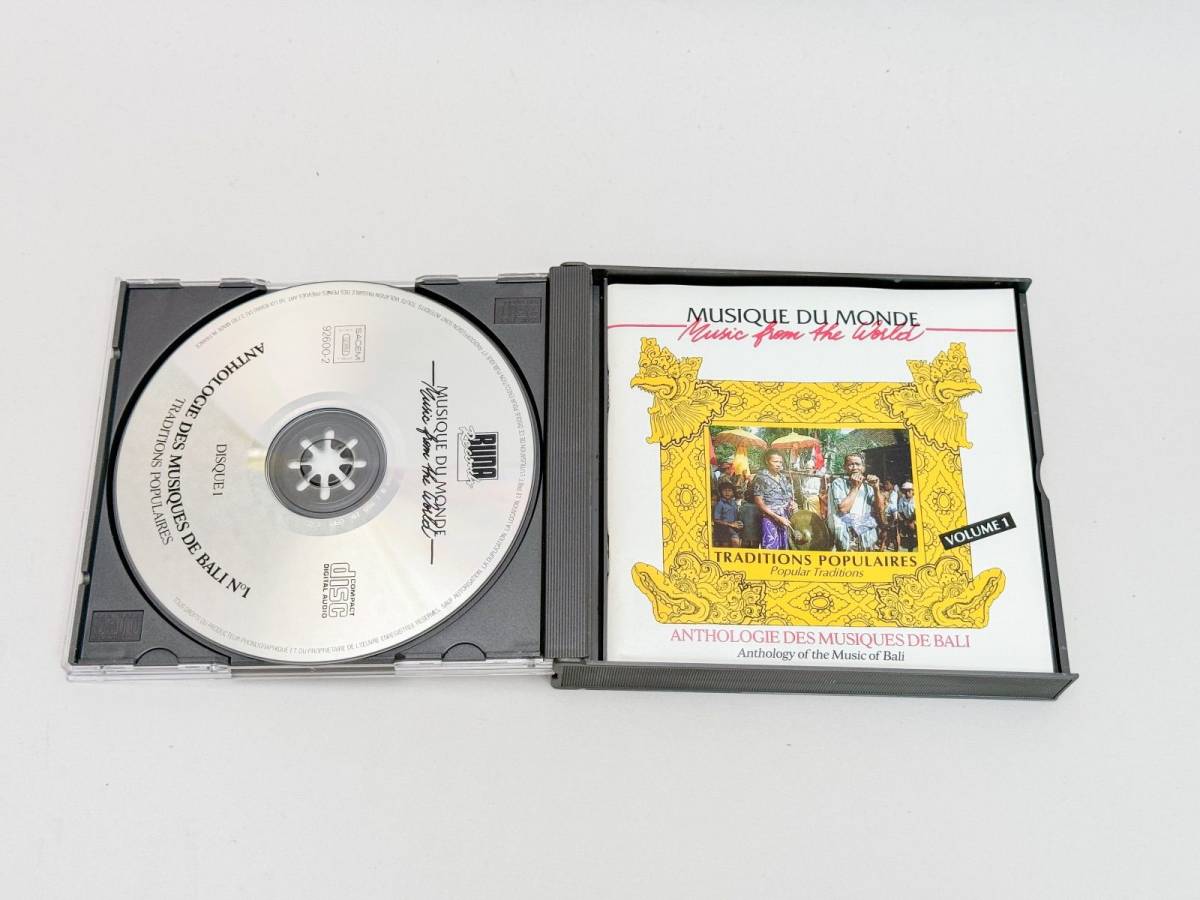 MUSIQUE DU MONDE
Music from the World
BUDA
Records
SACEM
92600-2
COMPACT
disc
DIGITAL AUDIO
DISQUE 1
ANTHOLOGIE DES MUSIQUES DE BALI N°1
TRADITIONS POPULAIRES
MUSIQUE DU MONDE
Music from the World
VOLUME 1
TRADITIONS POPULAIRES
Popular Traditions
ANTHOLOGIE DES MUSIQUES DE BALI
Anthology of the Music of Bali